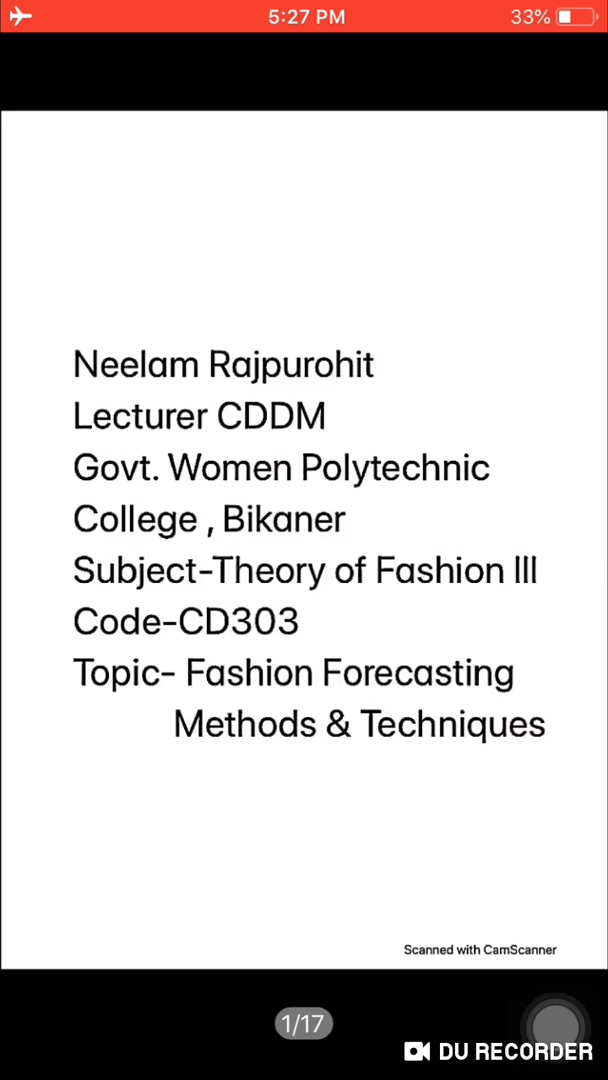 5:27 PM
33%
Neelam Rajpurohit
Lecturer CDDM
Govt. Women Polytechnic
College , Bikaner
Subject-Theory of Fashion III
Code-CD303
Topic- Fashion Forecasting
Methods & Techniques
Scanned with CamScanner
1/17
DU RECORDER